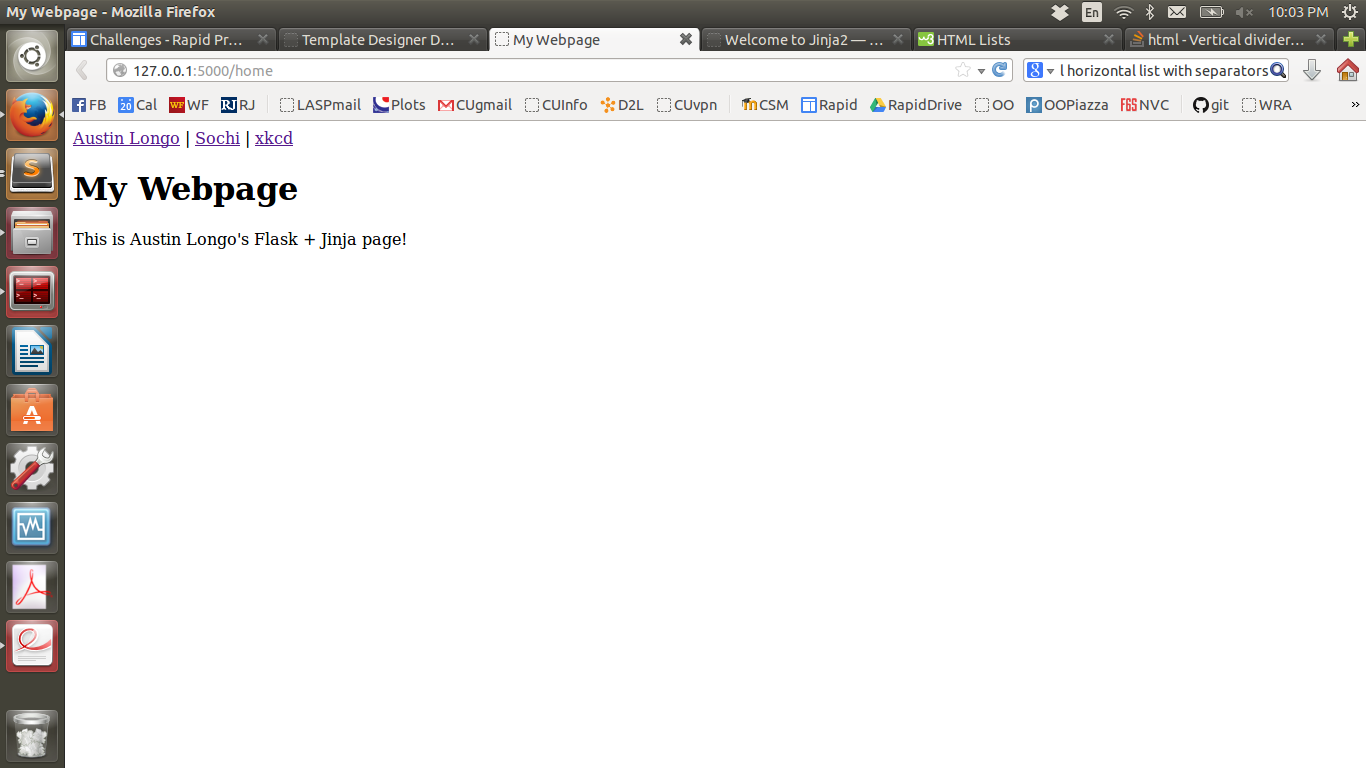 My Webpage - Mozilla Firefox
En
10:03 PM
Challenges - Rapid Pr...
Template Designer D...
My Webpage
Welcome to Jinja2 — ...
HTML Lists
html - Vertical divider...
127.0.0.1:5000/home
l horizontal list with separators
FB
20 Cal
WF WF
RJ RJ
LASPmail
Plots
CUgmail
CUInfo
D2L
CUvpn
CSM
Rapid
RapidDrive
OO
OOPiazza
NVC
git
WRA
»
Austin Longo | Sochi | xkcd
My Webpage
This is Austin Longo's Flask + Jinja page!